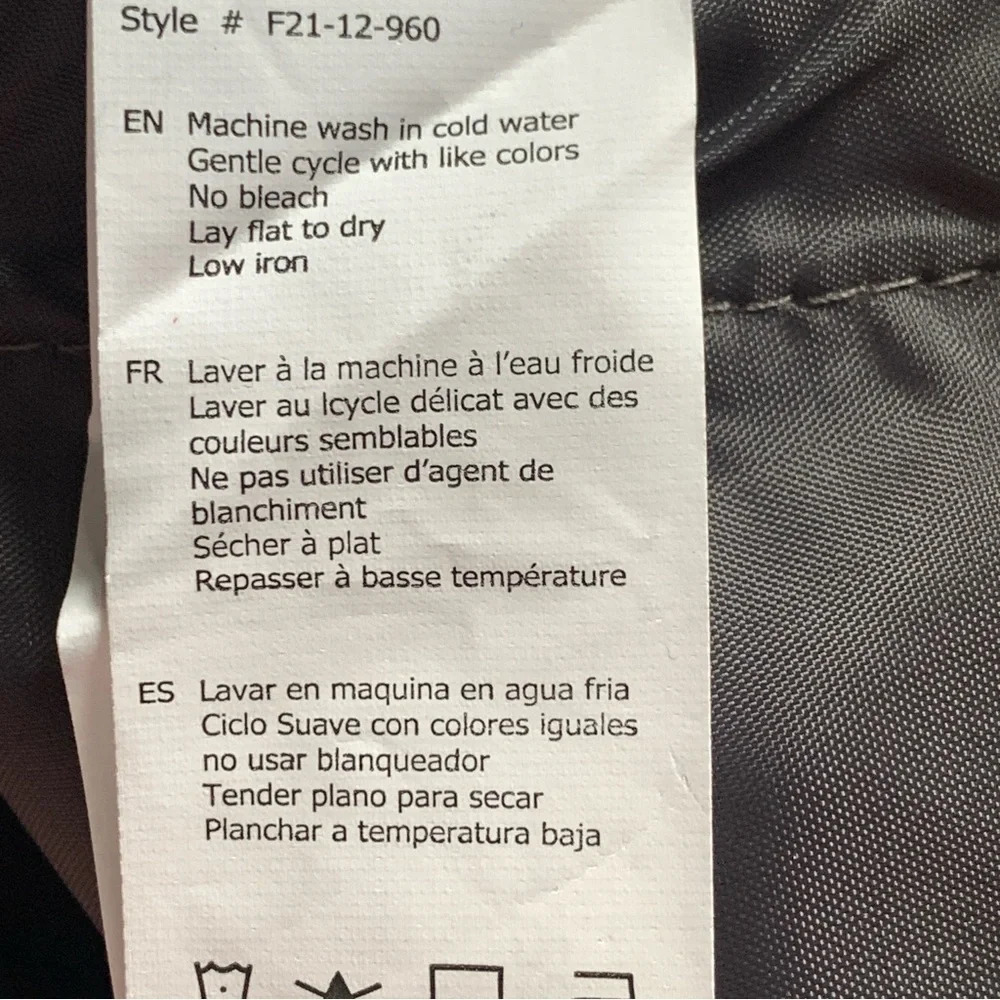 Style # F21-12-960
EN Machine wash in cold water
Gentle cycle with like colors
No bleach
Lay flat to dry
Low iron
FR Laver à la machine à l'eau froide
Laver au lcycle délicat avec des
couleurs semblables
Ne pas utiliser d'agent de
blanchiment
Sécher à plat
Repasser à basse température
ES Lavar en maquina en agua fria
Ciclo Suave con colores iguales
no usar blanqueador
Tender plano para secar
Planchar a temperatura baja